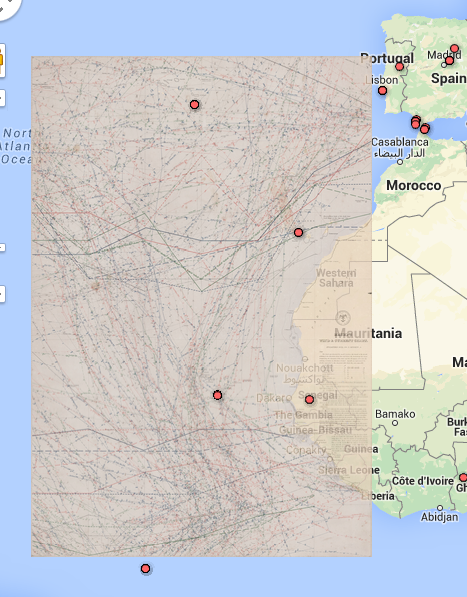 Portugal
Madrid
Lisbon
Spain
North
Atlantic
Ocea
Casablanca
الدار البيضاء
Morocco
Western
Sahara
Mauritania
Nouakchott
نواكشوط
Ma
Dakar
Senegal
The Gambia
Bamako
Guinea-Bissau
Burk
Fas
Guinea
Conakry
Sierra Leone
Côte d'Ivoire
Gh
Liberia
Abidjan